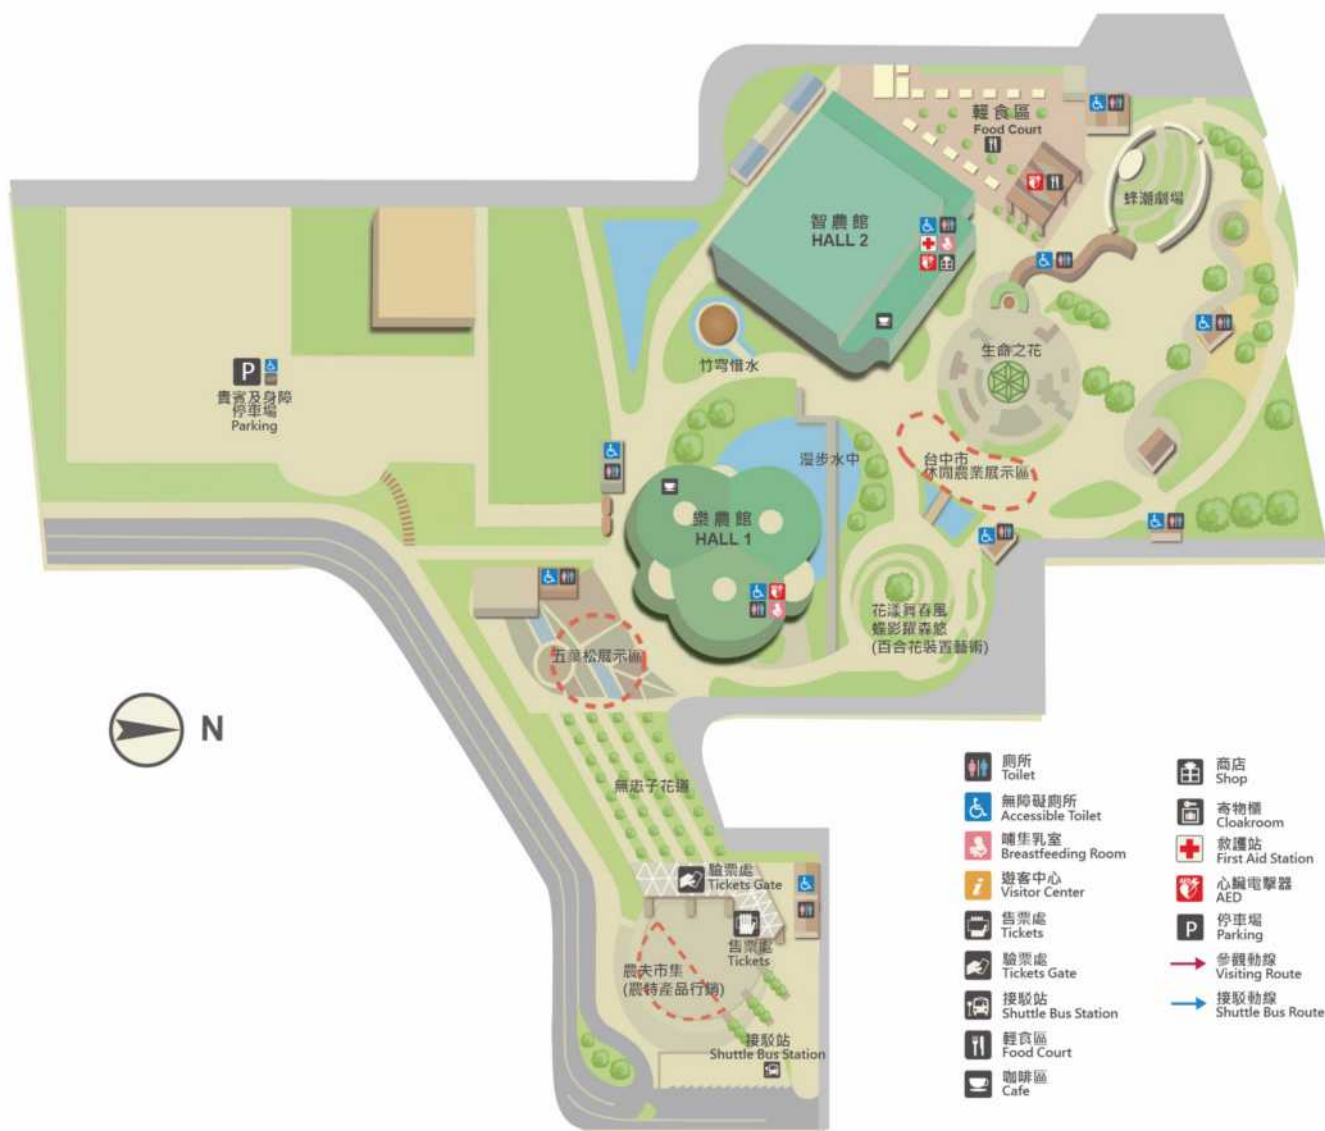 輕食區
Food Court
蜂潮劇場
智農館
HALL 2
生命之花
竹穹惜水
P
貴賓及身障
停車場
Parking
漫步水中
台中市
休閒農業展示區
樂農館
HALL 1
花漾舞春風
蝶影躍森悠
(百合花裝置藝術)
五葉松展示區
N
無患子花道
驗票處
Tickets Gate
售票處
Tickets
農夫市集
(農特產品行銷)
接駁站
Shuttle Bus Station
廁所
Toilet
無障礙廁所
Accessible Toilet
哺集乳室
Breastfeeding Room
i
遊客中心
Visitor Center
售票處
Tickets
驗票處
Tickets Gate
接駁站
Shuttle Bus Station
輕食區
Food Court
咖啡區
Cafe
商店
Shop
寄物櫃
Cloakroom
救護站
First Aid Station
AED
心臟電擊器
AED
P
停車場
Parking
參觀動線
Visiting Route
接駁動線
Shuttle Bus Route